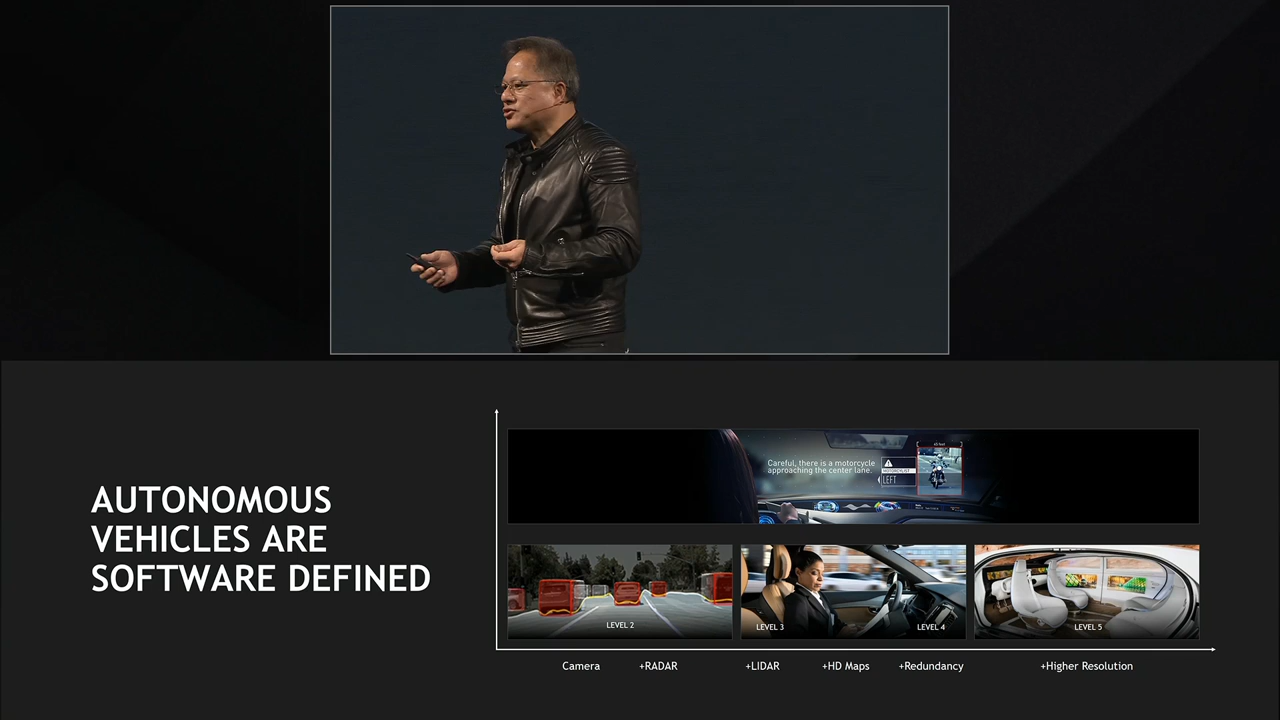 AUTONOMOUS
VEHICLES ARE
SOFTWARE DEFINED
Careful, there is a motorcycle
approaching the center lane.
MOTORCYCLIST
LEFT
LEVEL 2
LEVEL 3
LEVEL 4
LEVEL 5
Camera
+RADAR
+LIDAR
+HD Maps
+Redundancy
+Higher Resolution